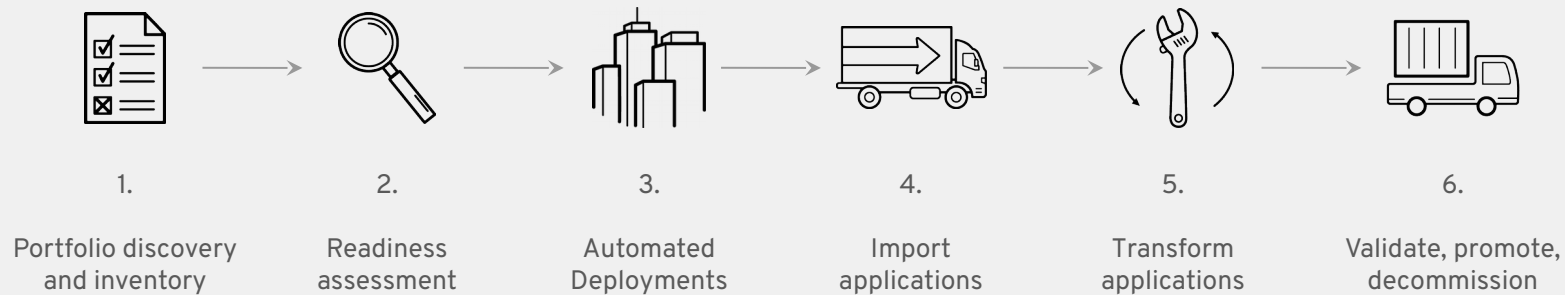 1.
Portfolio discovery
and inventory
2.
Readiness
assessment
3.
Automated
Deployments
4.
Import
applications
5.
Transform
applications
6.
Validate, promote,
decommission